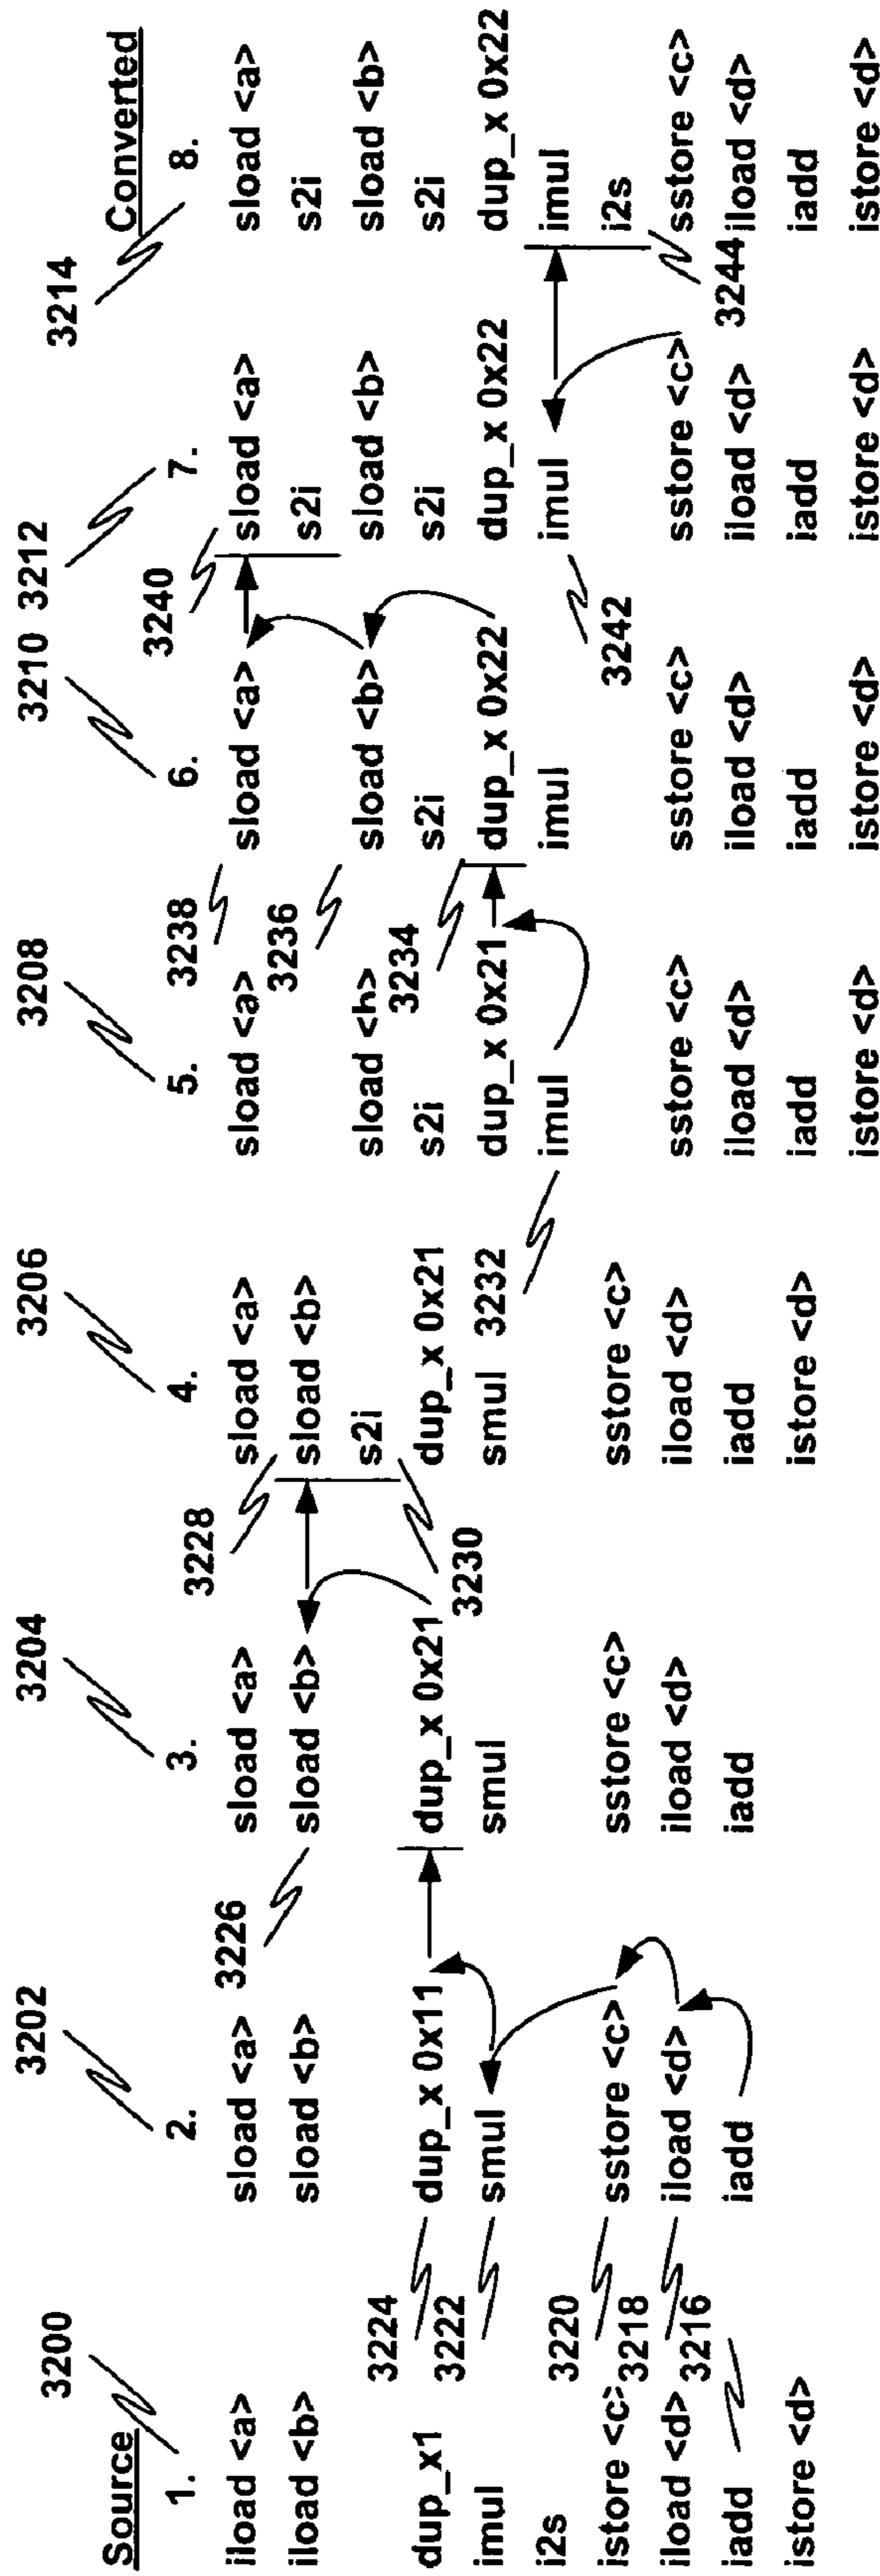 3200
Source
1.
iload <a>
iload <b>
dup_x1
imul
i2s
istore <c>
iload <d>
iadd
istore <d>
3224
3222
3220
3218
3216
3202
2.
sload <a>
sload <b>
dup_x 0x11
smul
sstore <c>
iload <d>
iadd
3226
3204
3.
sload <a>
sload <b>
dup_x 0x21
smul
sstore <c>
iload <d>
iadd
3228
3230
3206
4.
sload <a>
sload <b>
s2i
dup_x 0x21
smul
sstore <c>
iload <d>
iadd
istore <d>
3232
3208
5.
sload <a>
sload <h>
s2i
dup_x 0x21
imul
sstore <c>
iload <d>
iadd
istore <d>
3238
3236
3234
3210
6.
sload <a>
sload <b>
s2i
dup_x 0x22
imul
sstore <c>
iload <d>
iadd
istore <d>
3240
3242
3212
7.
sload <a>
s2i
sload <b>
s2i
dup_x 0x22
imul
sstore <c>
iload <d>
iadd
istore <d>
3244
3214
Converted
8.
sload <a>
s2i
sload <b>
s2i
dup_x 0x22
imul
i2s
sstore <c>
iload <d>
iadd
istore <d>